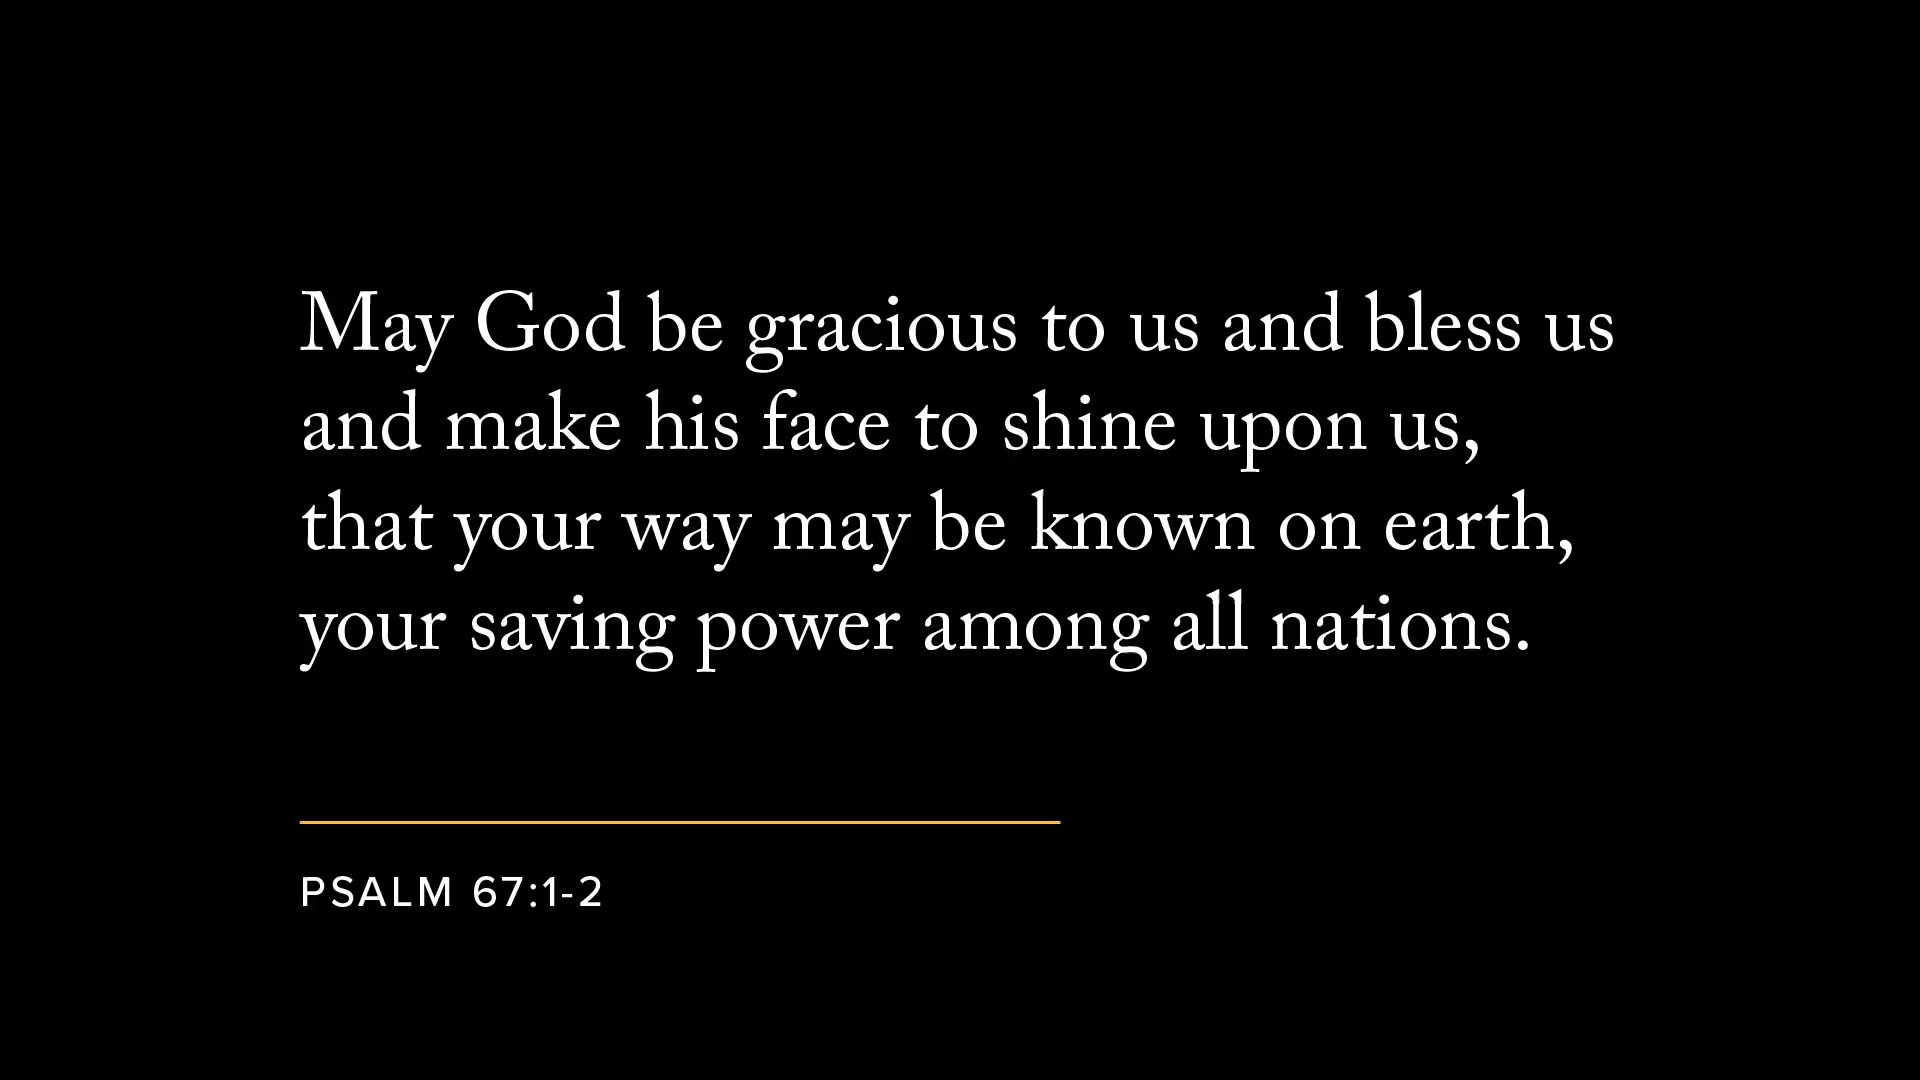 May God be gracious to us and bless us
and make his face to shine upon us,
that your way may be known on earth,
your saving power among all nations.
PSALM 67:1-2